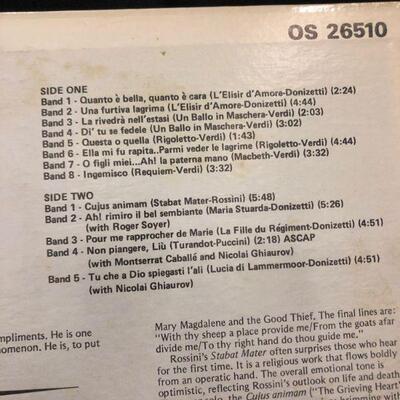 OS 26510
SIDE ONE
Band 1 - Quanto è bella, quanto è cara (L'Elisir d'Amore-Donizetti) (2:24)
Band 2 - Una furtiva lagrima (L'Elisir d'Amore-Donizetti) (4:44)
Band 3 - La rivedrà nell'estasi (Un Ballo in Maschera-Verdi) (2:03)
Band 4 - Di' tu se fedele (Un Ballo in Maschera-Verdi) (3:02)
Band 5 - Questa o quella (Rigoletto-Verdi) (1:43)
Band 6 - Ella mi fu rapita..Parmi veder le lagrime (Rigoletto-Verdi) (4:44)
Band 7 - O figli miei...Ah! la paterna mano (Macbeth-Verdi) (3:32)
Band 8 - Ingemisco (Requiem-Verdi) (3:32)
SIDE TWO
Band 1 - Cujus animam (Stabat Mater-Rossini) (5:48)
Band 2 - Ah! rimiro il bel sembiante (Maria Stuarda-Donizetti) (5:26)
(with Roger Soyer)
Band 3 - Pour me rapprocher de Marie (La Fille du Régiment-Donizetti) (4:51)
Band 4 - Non piangere, Liù (Turandot-Puccini) (2:18) ASCAP
(with Montserrat Caballé and Nicolai Ghiaurov)
Band 5 - Tu che a Dio spiegasti l'ali (Lucia di Lammermoor-Donizetti) (4:51)
(with Nicolai Ghiaurov)
mpliments. He is one
nomenon. He is, to put
Mary Magdalene and the Good Thief. The final lines are:
"With thy sheep a place provide me/From the goats afar
divide me/To thy right hand do thou guide me."
Rossini's Stabat Mater often surprises those who hear
for the first time. It is a religious work that flows boldly
from an operatic hand. The overall emotional tone is
optimistic, reflecting Rossini's outlook on life and death
solo, the Cujus animam ("The Grieving Heart"
brimming with